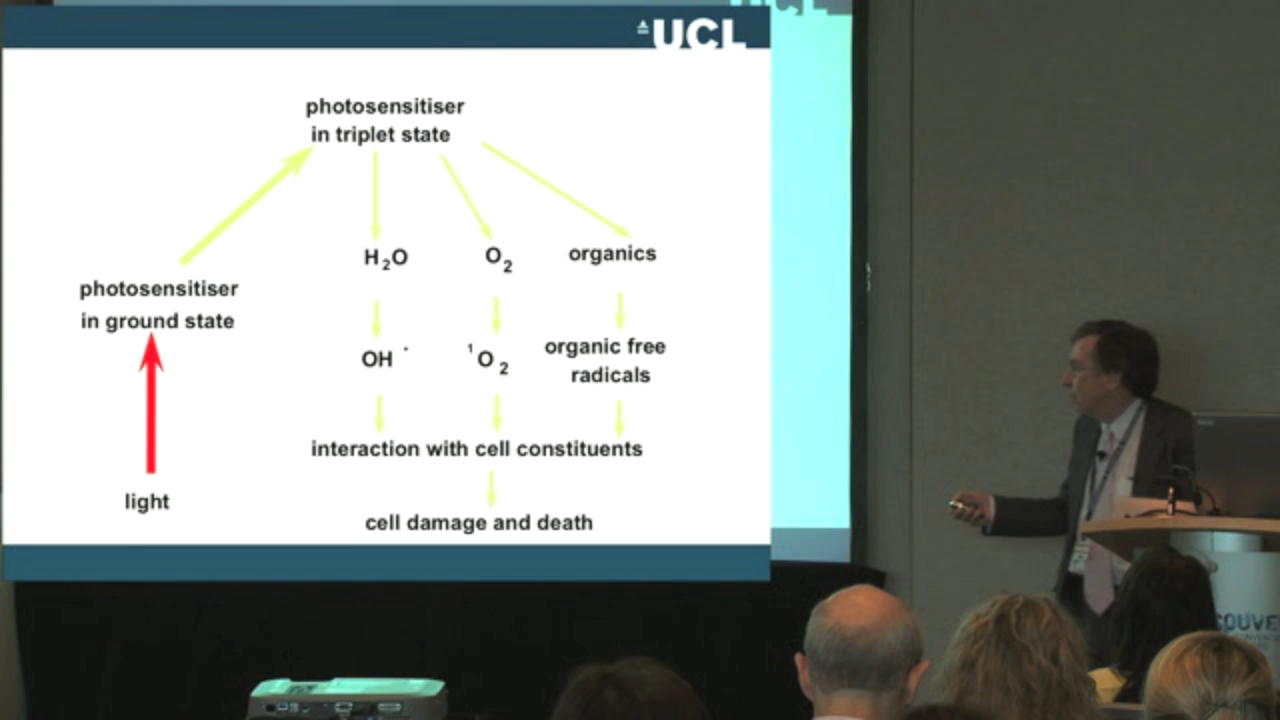 UCL
photosensitiser
in triplet state
H2O
O2
organics
photosensitiser
in ground state
OH ·
1O2
organic free
radicals
interaction with cell constituents
light
cell damage and death